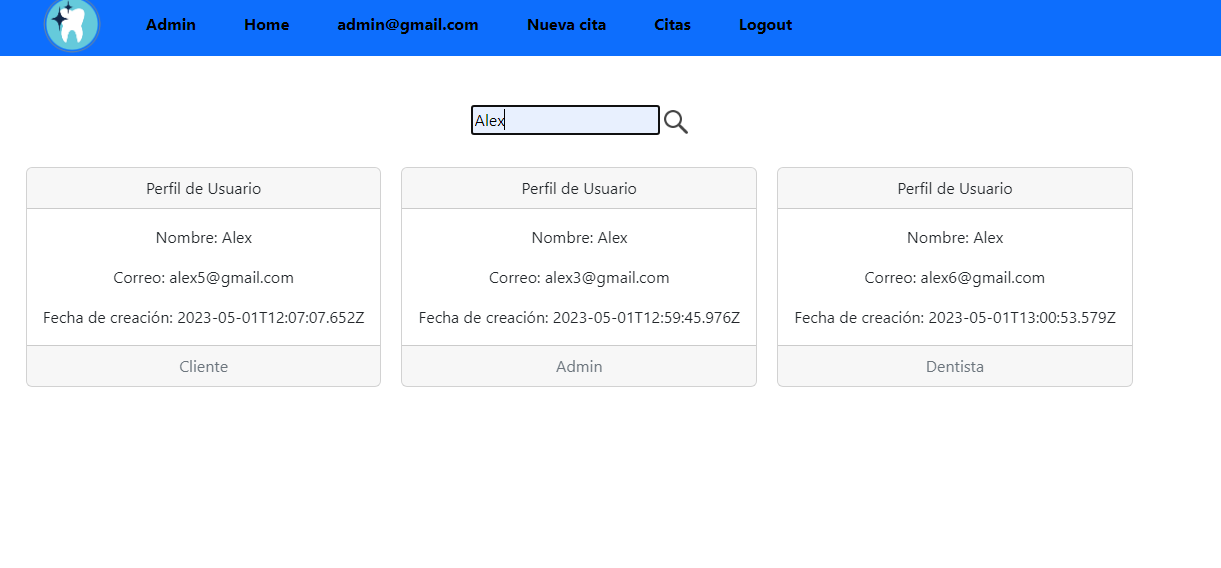 Admin Home admin@gmail.com Nueva cita Citas Logout
Alex
Perfil de Usuario
Nombre: Alex
Correo: alex5@gmail.com
Fecha de creación: 2023-05-01T12:07:07.652Z
Cliente
Perfil de Usuario
Nombre: Alex
Correo: alex3@gmail.com
Fecha de creación: 2023-05-01T12:59:45.976Z
Admin
Perfil de Usuario
Nombre: Alex
Correo: alex6@gmail.com
Fecha de creación: 2023-05-01T13:00:53.579Z
Dentista